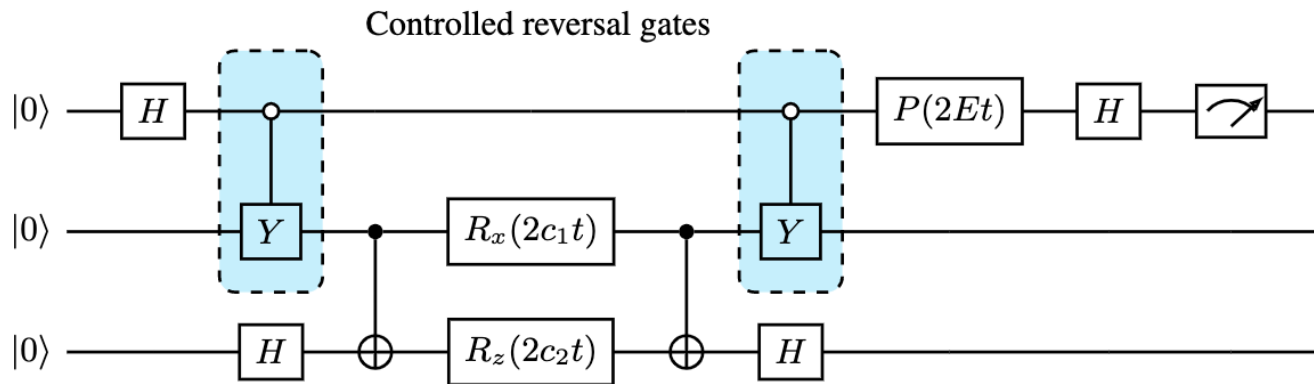 Controlled reversal gates
|0⟩ H P(2Et) H
|0⟩ Y R_x(2c_1t) Y
|0⟩ H R_z(2c_2t) H